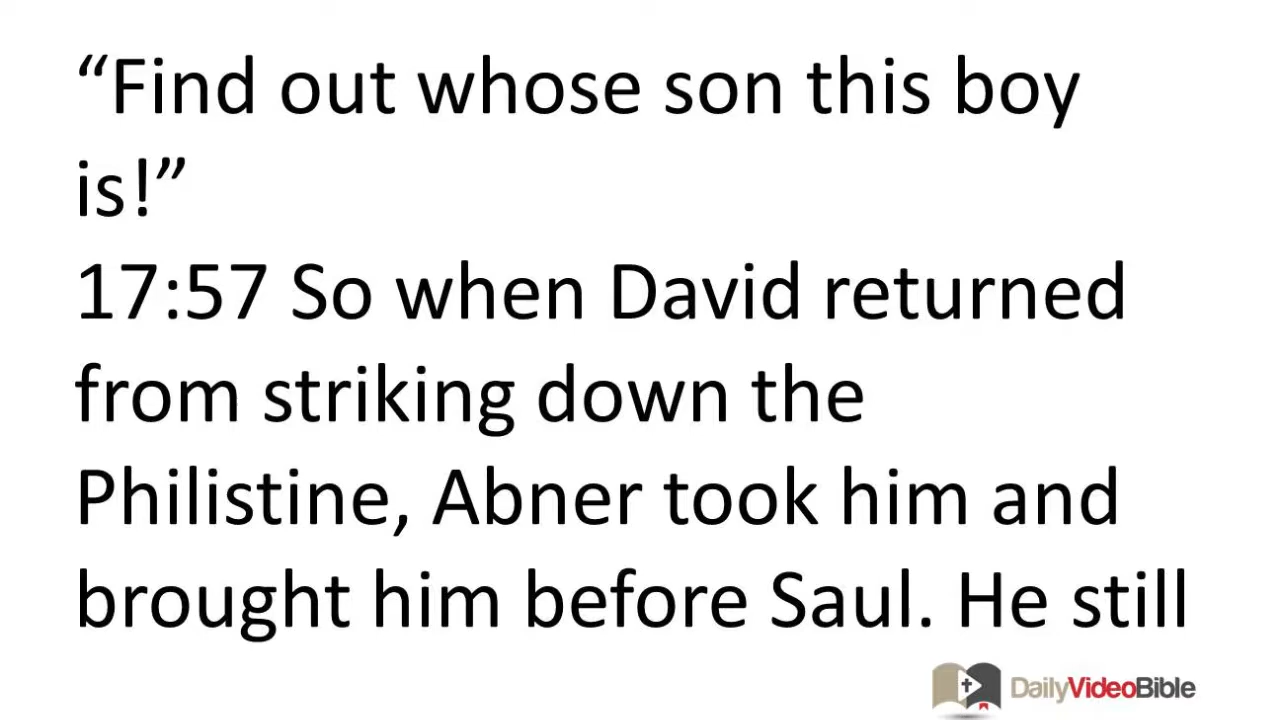 “Find out whose son this boy
is!”
17:57 So when David returned
from striking down the
Philistine, Abner took him and
brought him before Saul. He still
DailyVideoBible